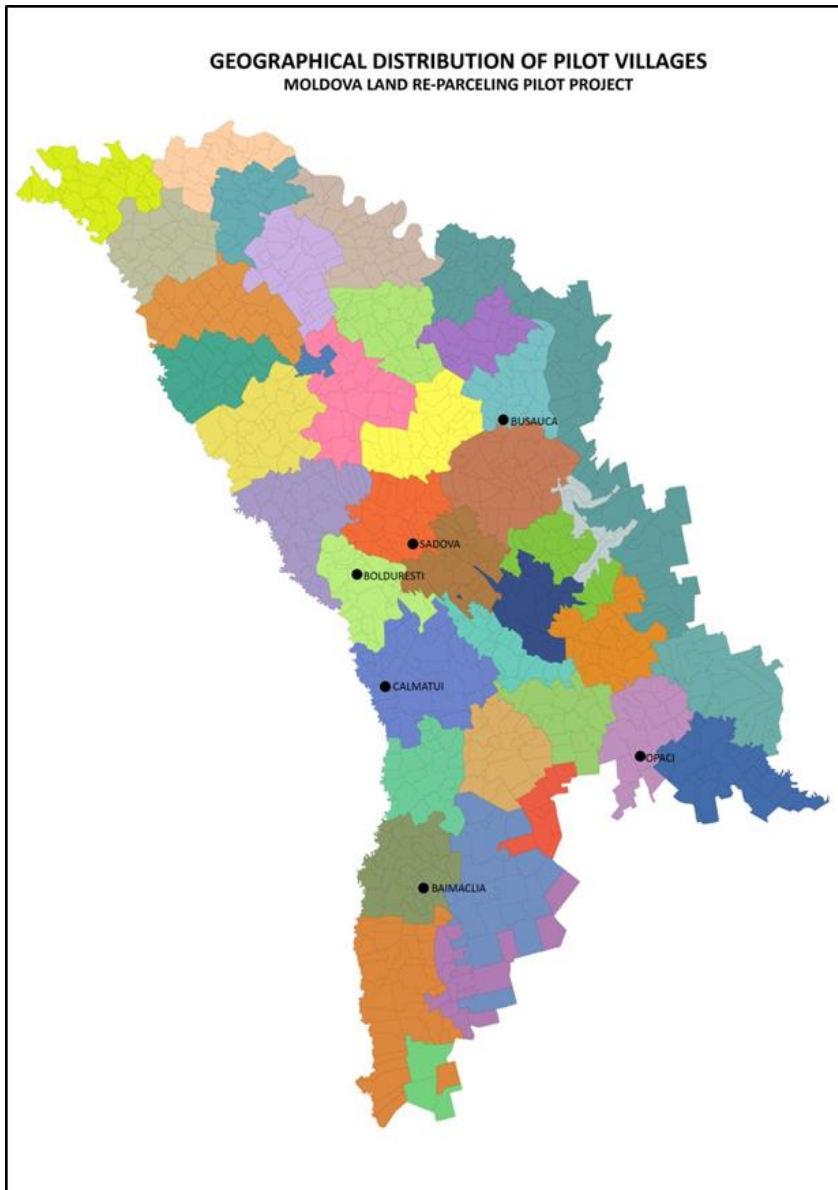 GEOGRAPHICAL DISTRIBUTION OF PILOT VILLAGES
MOLDOVA LAND RE-PARCELING PILOT PROJECT
BUSAUCA
SADOVA
BOLDURESTI
CALMATUI
OPACI
BAIMACLIA